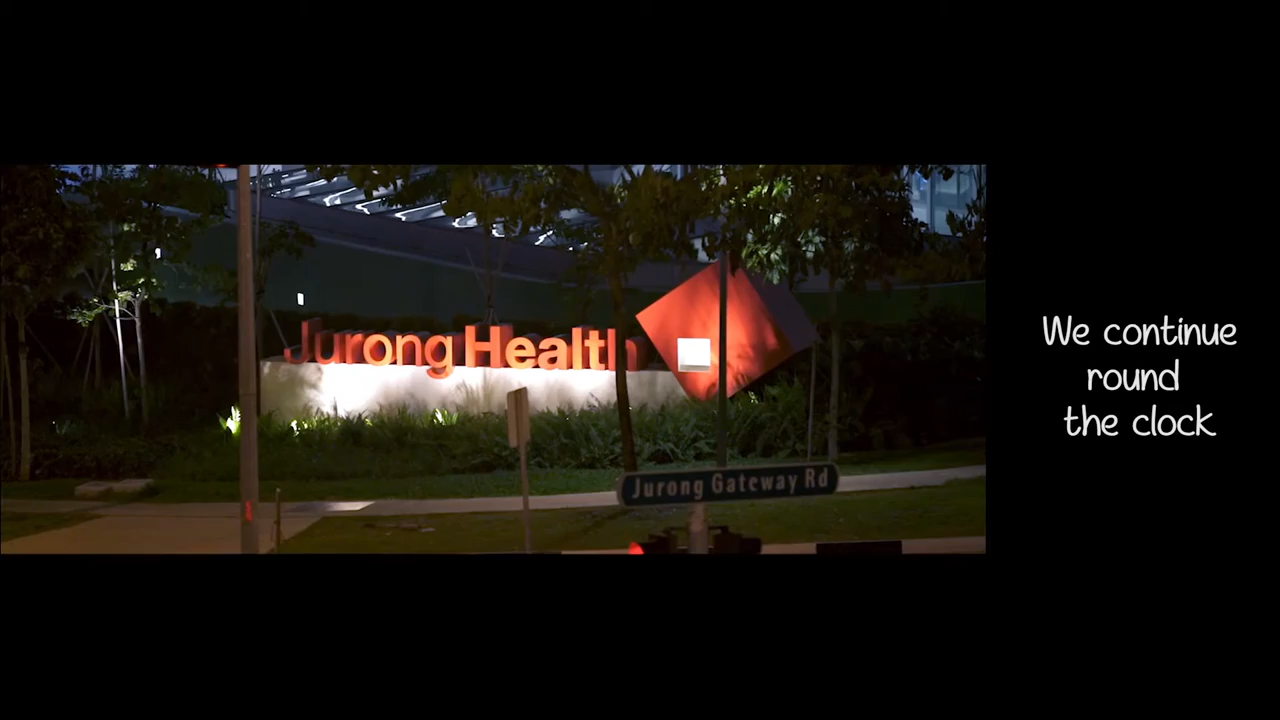 Jurong Health
Jurong Gateway Rd
We continue
round
the clock